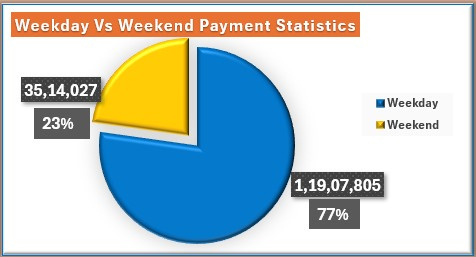 Weekday Vs Weekend Payment Statistics
35,14,027
23%
Weekday
Weekend
1,19,07,805
77%